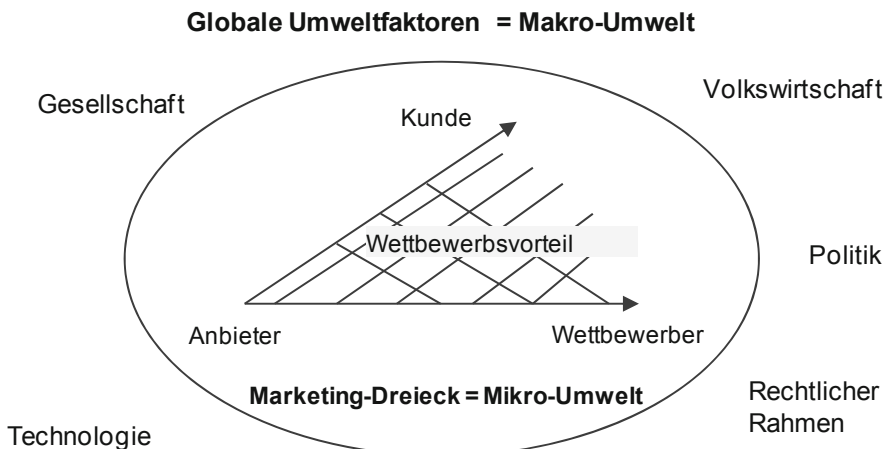 Globale Umweltfaktoren = Makro-Umwelt
Volkswirtschaft
Gesellschaft
Kunde
Wettbewerbsvorteil
Politik
Anbieter
Wettbewerber
Marketing-Dreieck = Mikro-Umwelt
Rechtlicher
Rahmen
Technologie